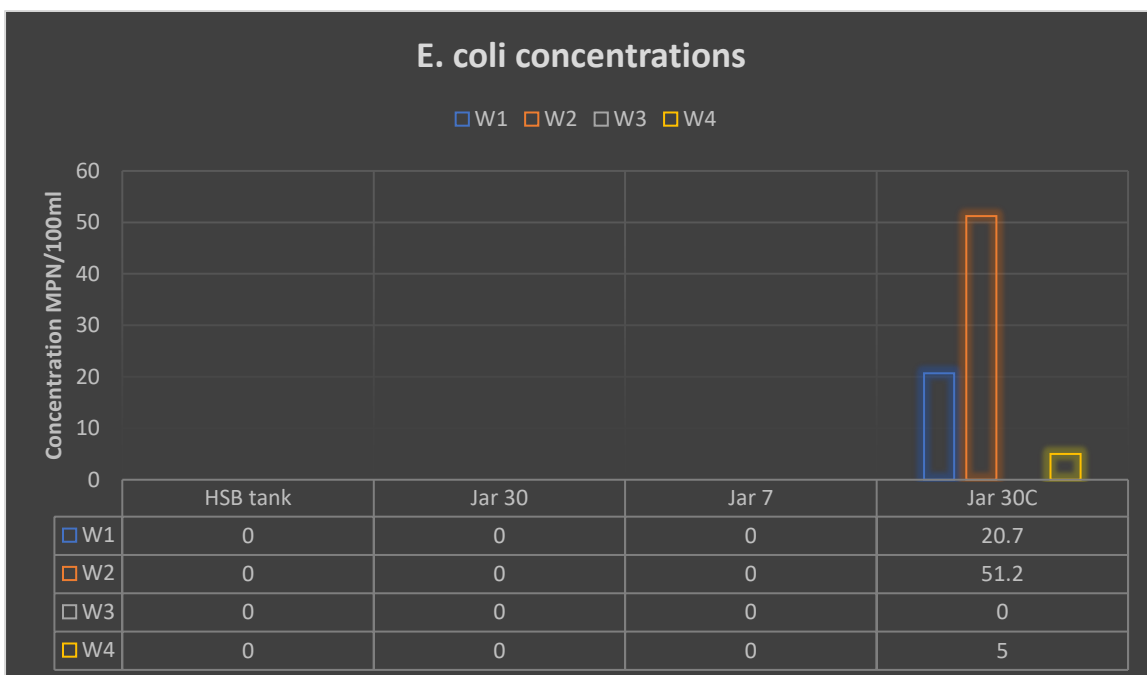 E. coli concentrations
W1 W2 W3 W4
Concentration MPN/100ml
60
50
40
30
20
10
0
HSB tank Jar 30 Jar 7 Jar 30C
W1 0 0 0 20.7
W2 0 0 0 51.2
W3 0 0 0 0
W4 0 0 0 5